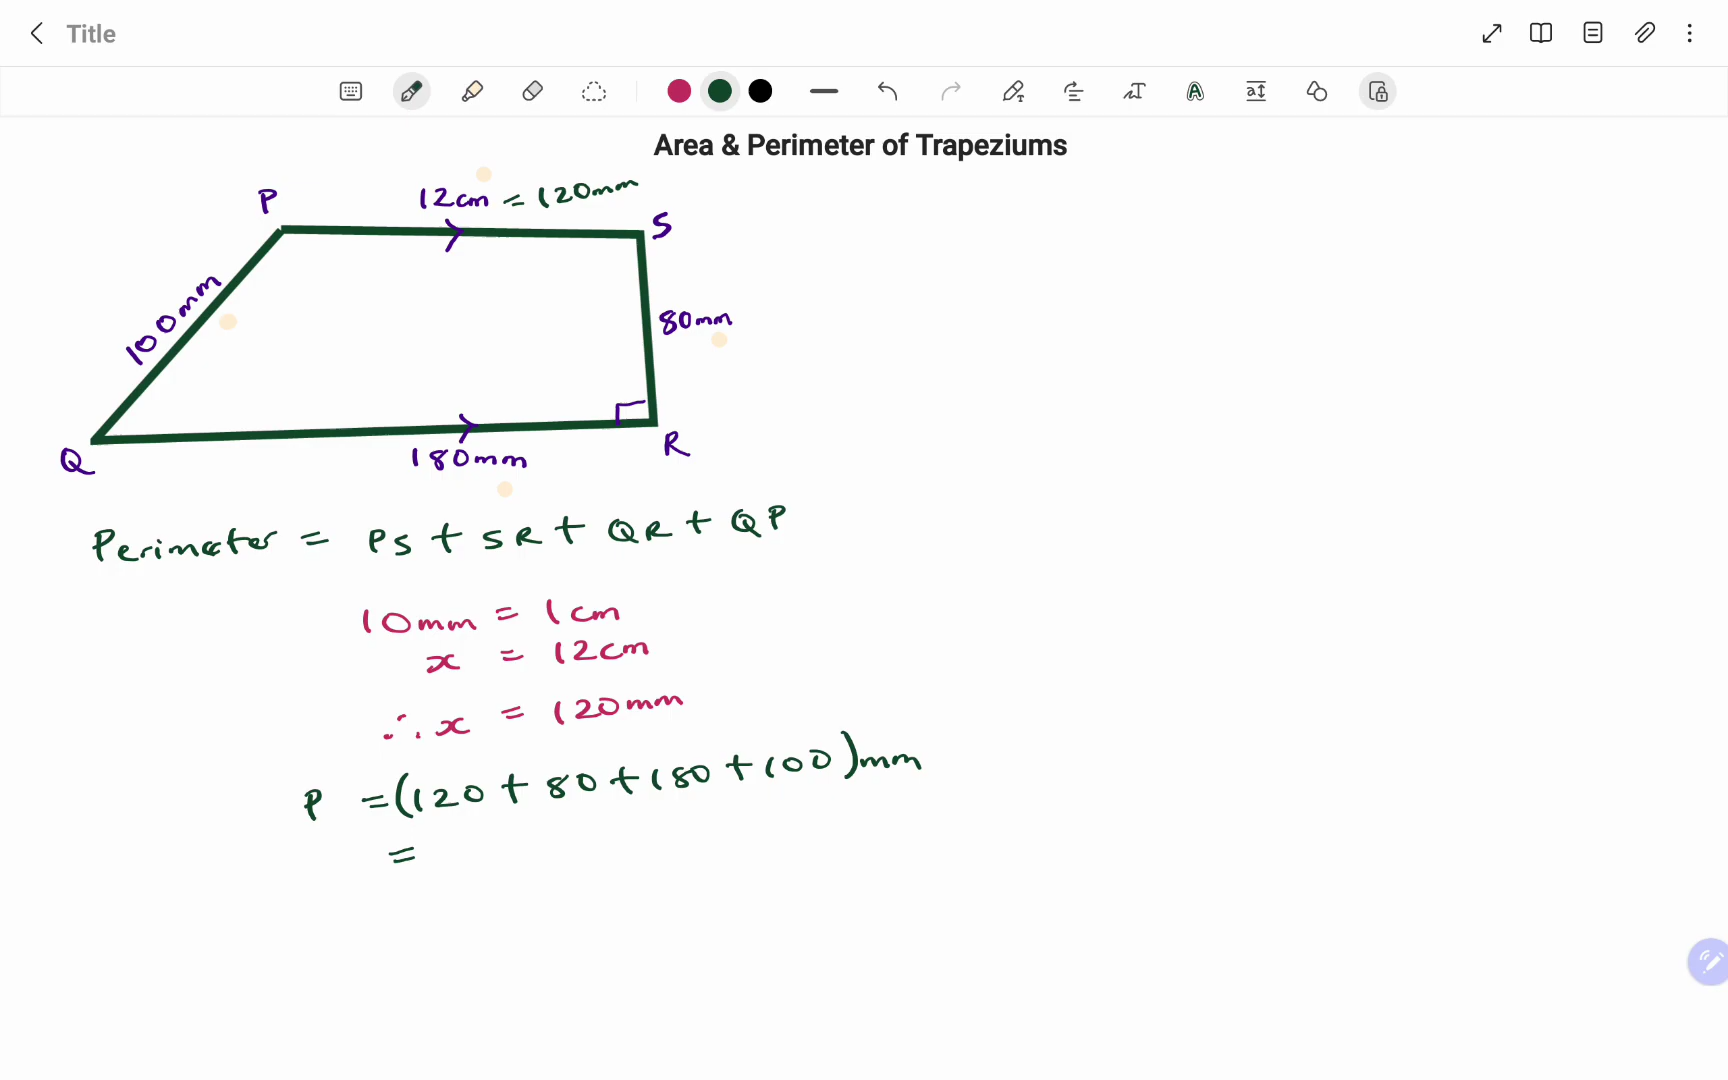 Title
Area & Perimeter of Trapeziums
P
12cm = 120mm
S
100mm
80mm
Q
180mm
R
Perimeter = PS + SR + QR + QP
10mm = 1cm
x = 12cm
∴ x = 120mm
P = (120 + 80 + 180 + 100)mm
=